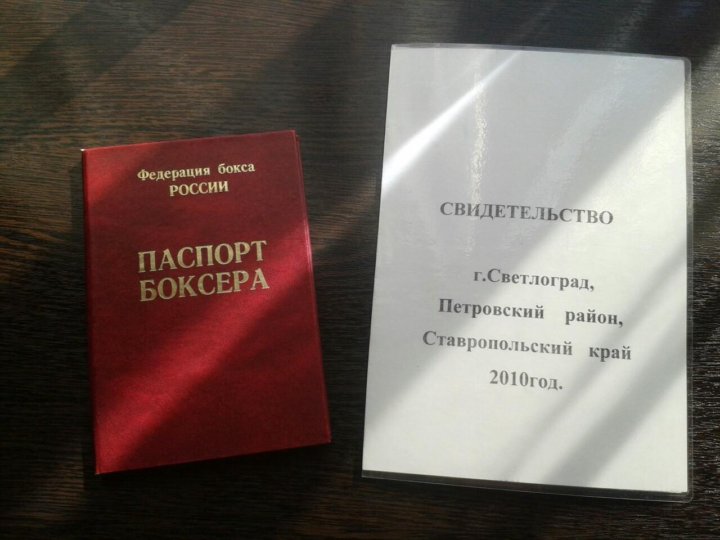 Федерация бокса
РОССИИ
ПАСПОРТ
БОКСЕРА
СВИДЕТЕЛЬСТВО
г.Светлоград,
Петровский район,
Ставропольский край
2010год.